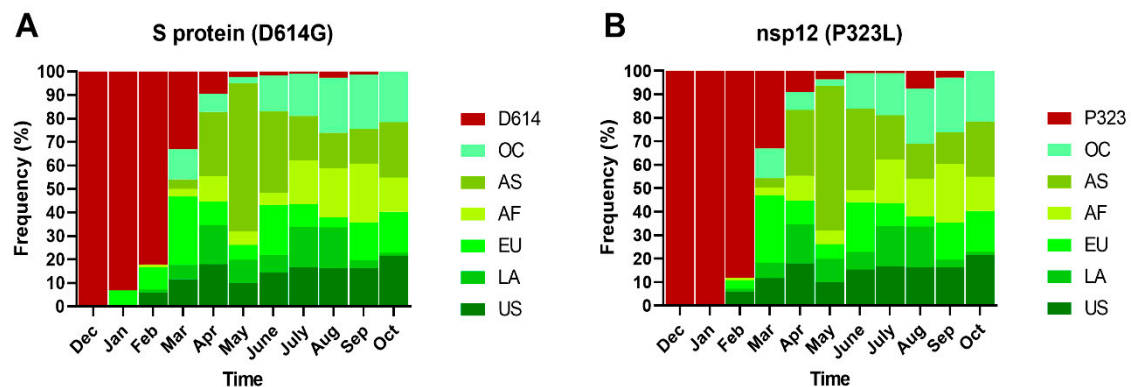 A
S protein (D614G)
Frequency (%)
100
90
80
70
60
50
40
30
20
10
0
Dec
Jan
Feb
Mar
Apr
May
June
July
Aug
Sep
Oct
Time
D614
OC
AS
AF
EU
LA
US
B
nsp12 (P323L)
Frequency (%)
100
90
80
70
60
50
40
30
20
10
0
Dec
Jan
Feb
Mar
Apr
May
June
July
Aug
Sep
Oct
Time
P323
OC
AS
AF
EU
LA
US